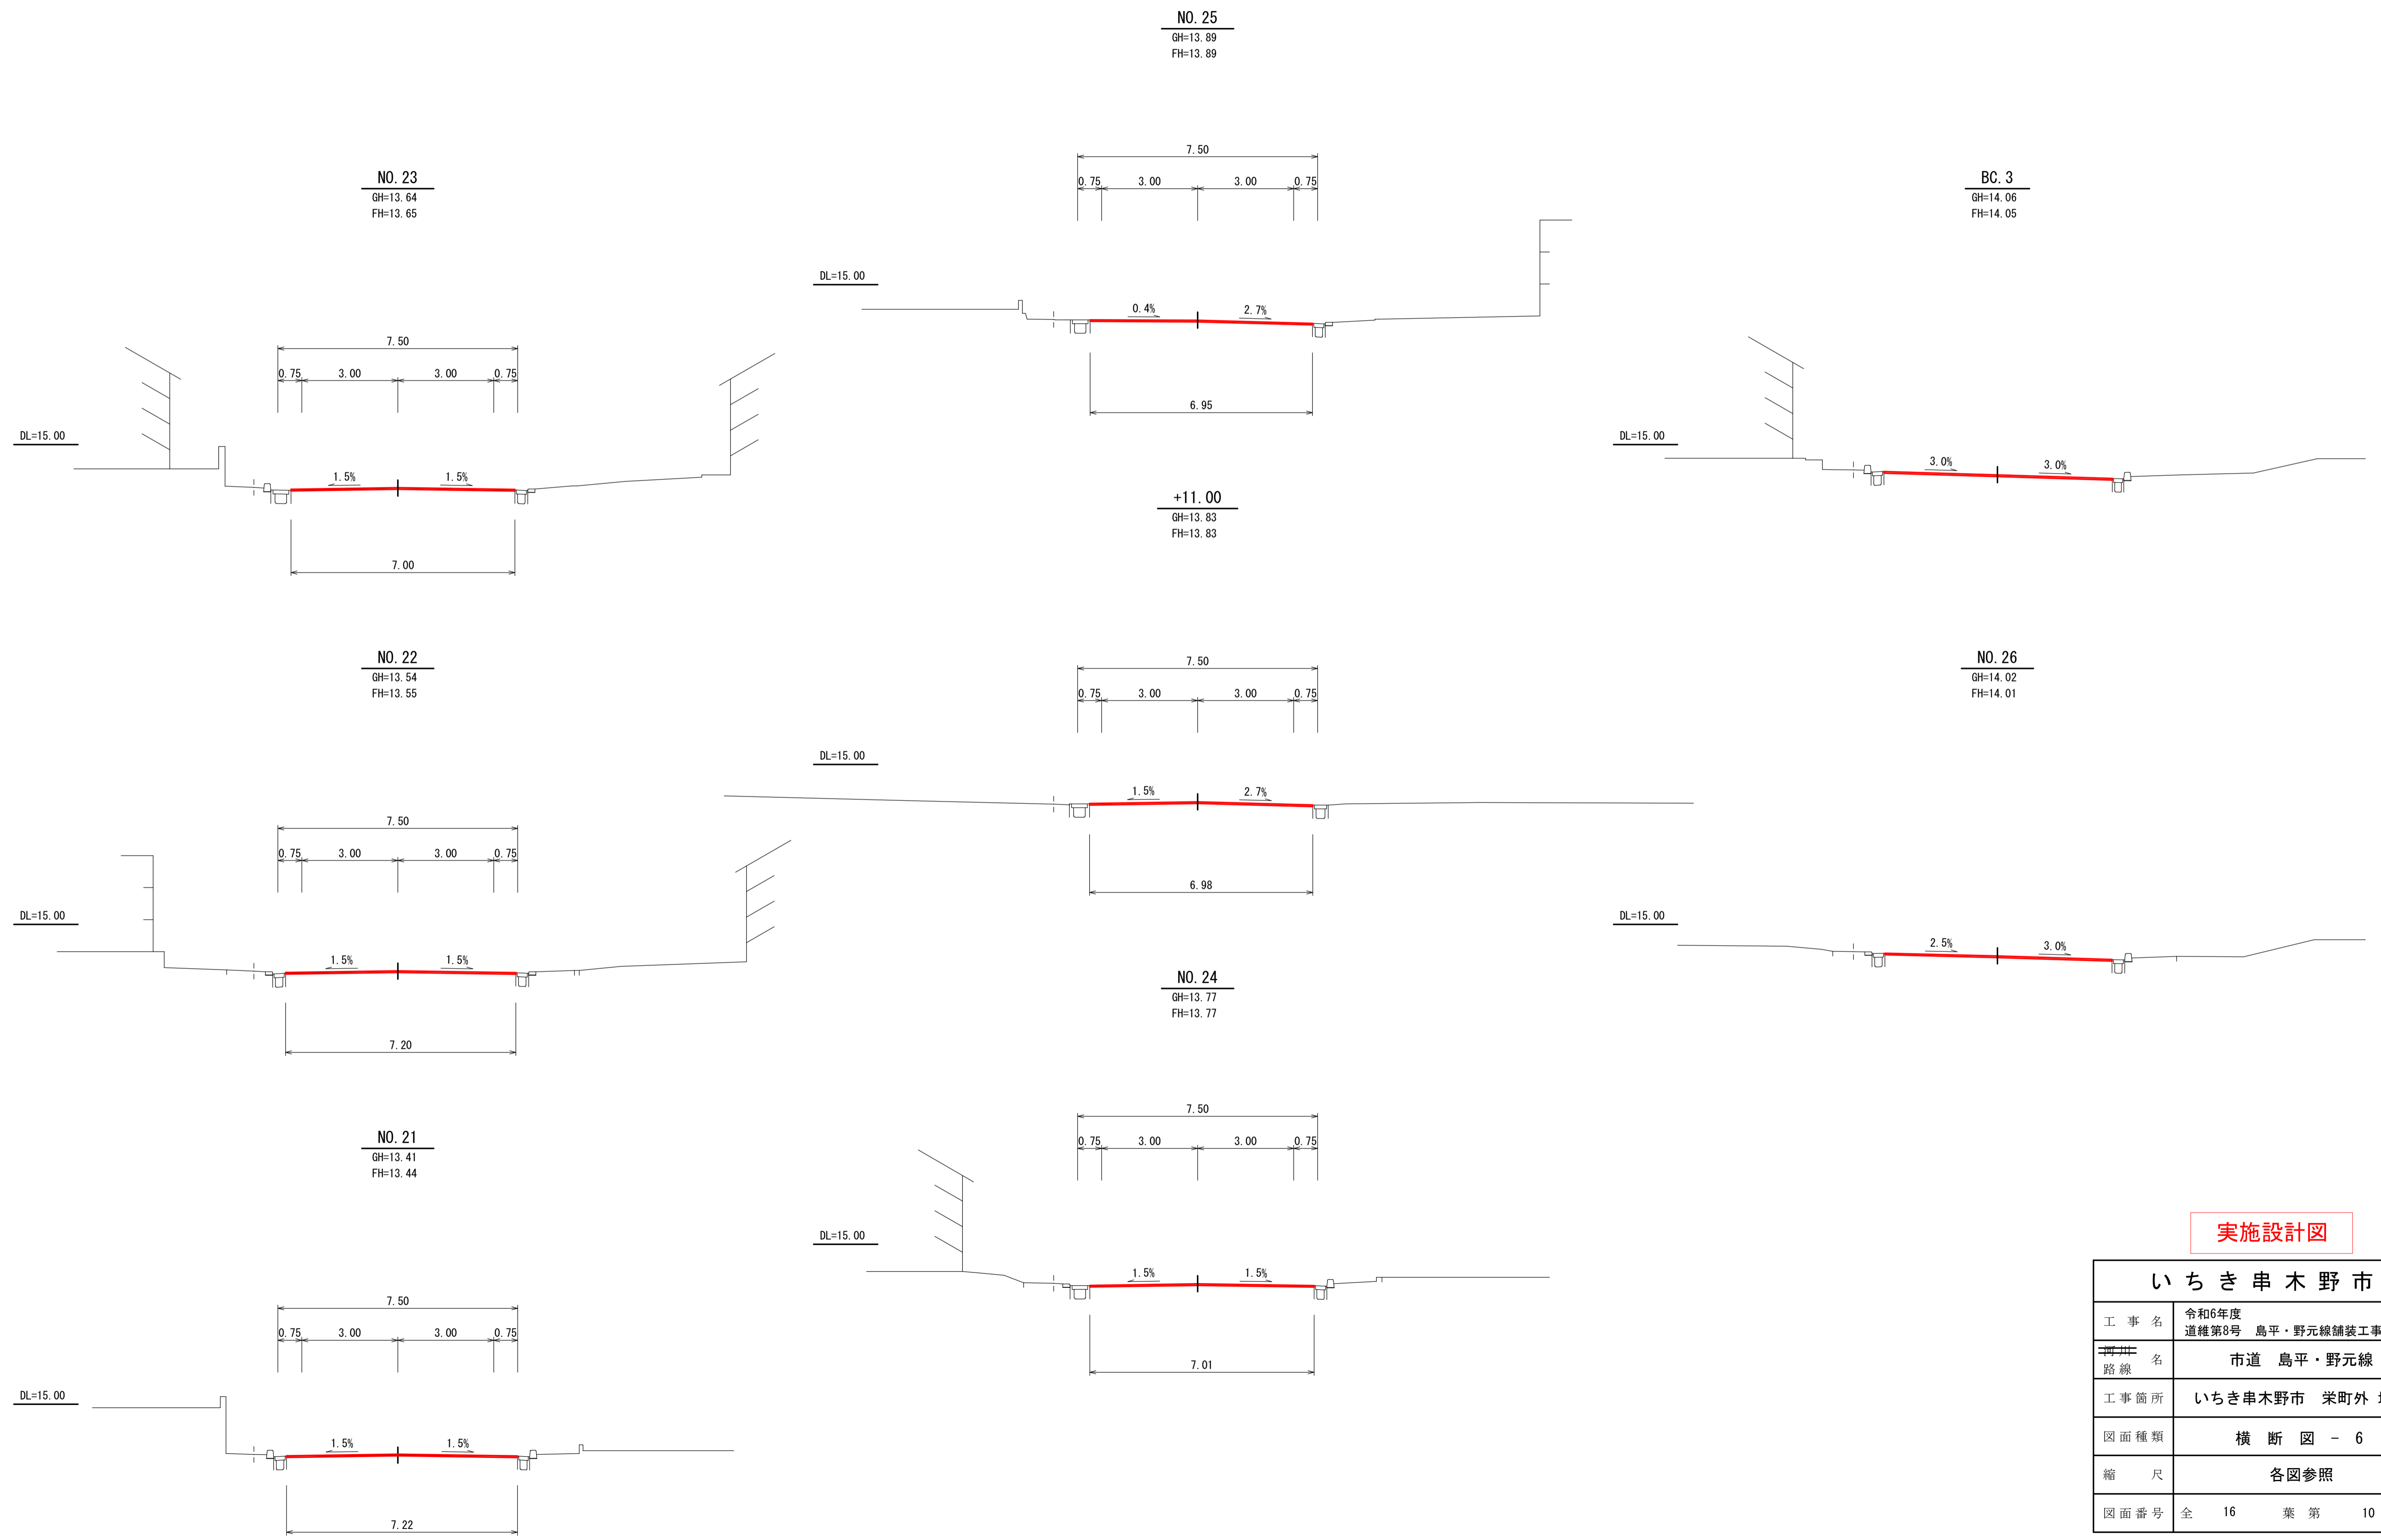 NO. 25
GH=13. 89
FH=13. 89
7. 50
0. 75
3. 00
3. 00
0. 75
DL=15. 00
0. 4%
2. 7%
6. 95
NO. 23
GH=13. 64
FH=13. 65
7. 50
0. 75
3. 00
3. 00
0. 75
DL=15. 00
1. 5%
1. 5%
7. 00
BC. 3
GH=14. 06
FH=14. 05
DL=15. 00
3. 0%
3. 0%
+11. 00
GH=13. 83
FH=13. 83
7. 50
0. 75
3. 00
3. 00
0. 75
DL=15. 00
1. 5%
2. 7%
6. 98
NO. 22
GH=13. 54
FH=13. 55
7. 50
0. 75
3. 00
3. 00
0. 75
DL=15. 00
1. 5%
1. 5%
7. 20
NO. 26
GH=14. 02
FH=14. 01
DL=15. 00
2. 5%
3. 0%
NO. 24
GH=13. 77
FH=13. 77
7. 50
0. 75
3. 00
3. 00
0. 75
DL=15. 00
1. 5%
1. 5%
7. 01
NO. 21
GH=13. 41
FH=13. 44
7. 50
0. 75
3. 00
3. 00
0. 75
DL=15. 00
1. 5%
1. 5%
7. 22
実施設計図
いちき串木野市
工事名 令和6年度
道維第8号 島平・野元線舗装工事
河川
路線 名 市道 島平・野元線
工事箇所 いちき串木野市 栄町外
図面種類 横断図 - 6
縮尺 各図参照
図面番号 全 16 葉第 10